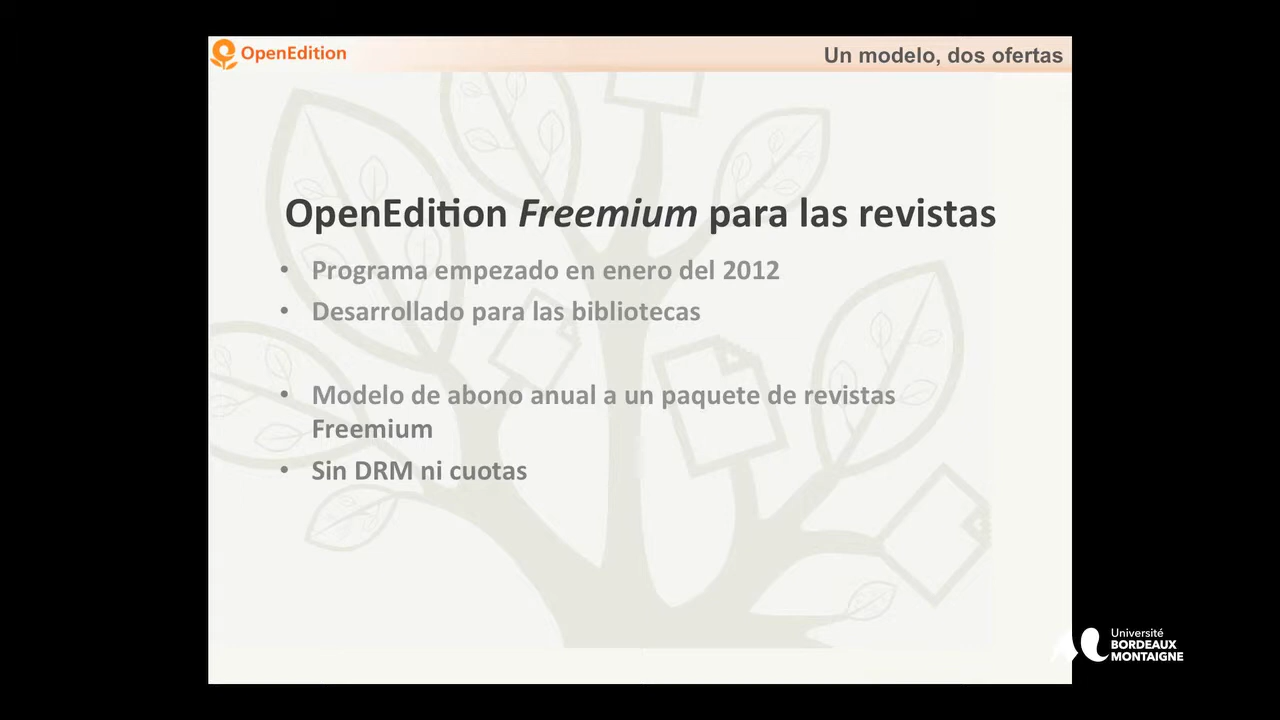 OpenEdition
Un modelo, dos ofertas
OpenEdition Freemium para las revistas
• Programa empezado en enero del 2012
• Desarrollado para las bibliotecas
• Modelo de abono anual a un paquete de revistas
Freemium
• Sin DRM ni cuotas
Université
BORDEAUX
MONTAIGNE